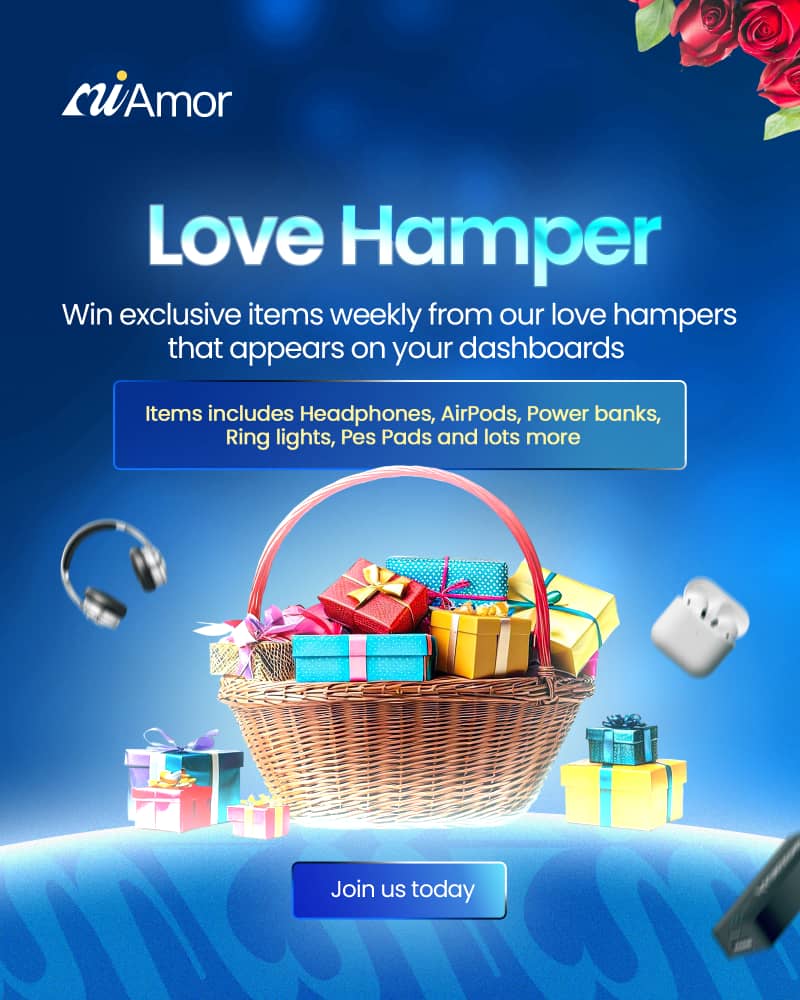 miAmor
Love Hamper
Win exclusive items weekly from our love hampers
that appears on your dashboards
Items includes Headphones, AirPods, Power banks,
Ring lights, Pes Pads and lots more
Join us today